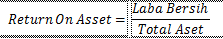 Return On Asset = Laba Bersih
Total Aset